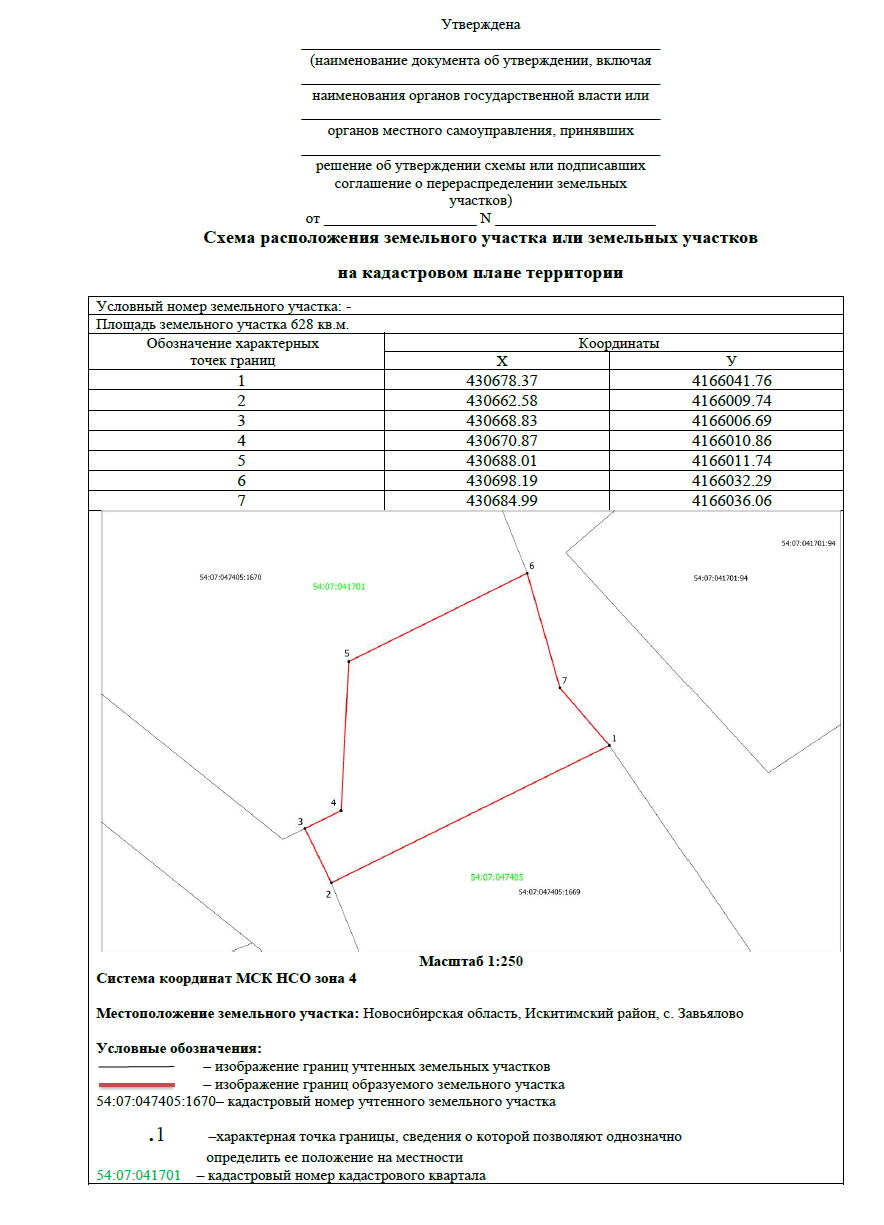 Утверждена
(наименование документа об утверждении, включая
наименования органов государственной власти или
органов местного самоуправления, принявших
решение об утверждении схемы или подписавших
соглашение о перераспределении земельных
участков)
от ____________________ N ____________________
Схема расположения земельного участка или земельных участков
на кадастровом плане территории
Условный номер земельного участка: -
Площадь земельного участка 628 кв.м.
Обозначение характерных точек границ Координаты
Х У
1 430678.37 4166041.76
2 430662.58 4166009.74
3 430668.83 4166006.69
4 430670.87 4166010.86
5 430688.01 4166011.74
6 430698.19 4166032.29
7 430684.99 4166036.06
54:07:041701:94
6
54:07:047405:1670
54:07:041701:94
54:07:041701
5
7
1
4
3
54:07:047405
54:07:047405:1669
2
Масштаб 1:250
Система координат МСК НСО зона 4
Местоположение земельного участка: Новосибирская область, Искитимский район, с. Завьялово
Условные обозначения:
– изображение границ учтенных земельных участков
– изображение границ образуемого земельного участка
54:07:047405:1670– кадастровый номер учтенного земельного участка
.1 –характерная точка границы, сведения о которой позволяют однозначно
определить ее положение на местности
54:07:041701 – кадастровый номер кадастрового квартала